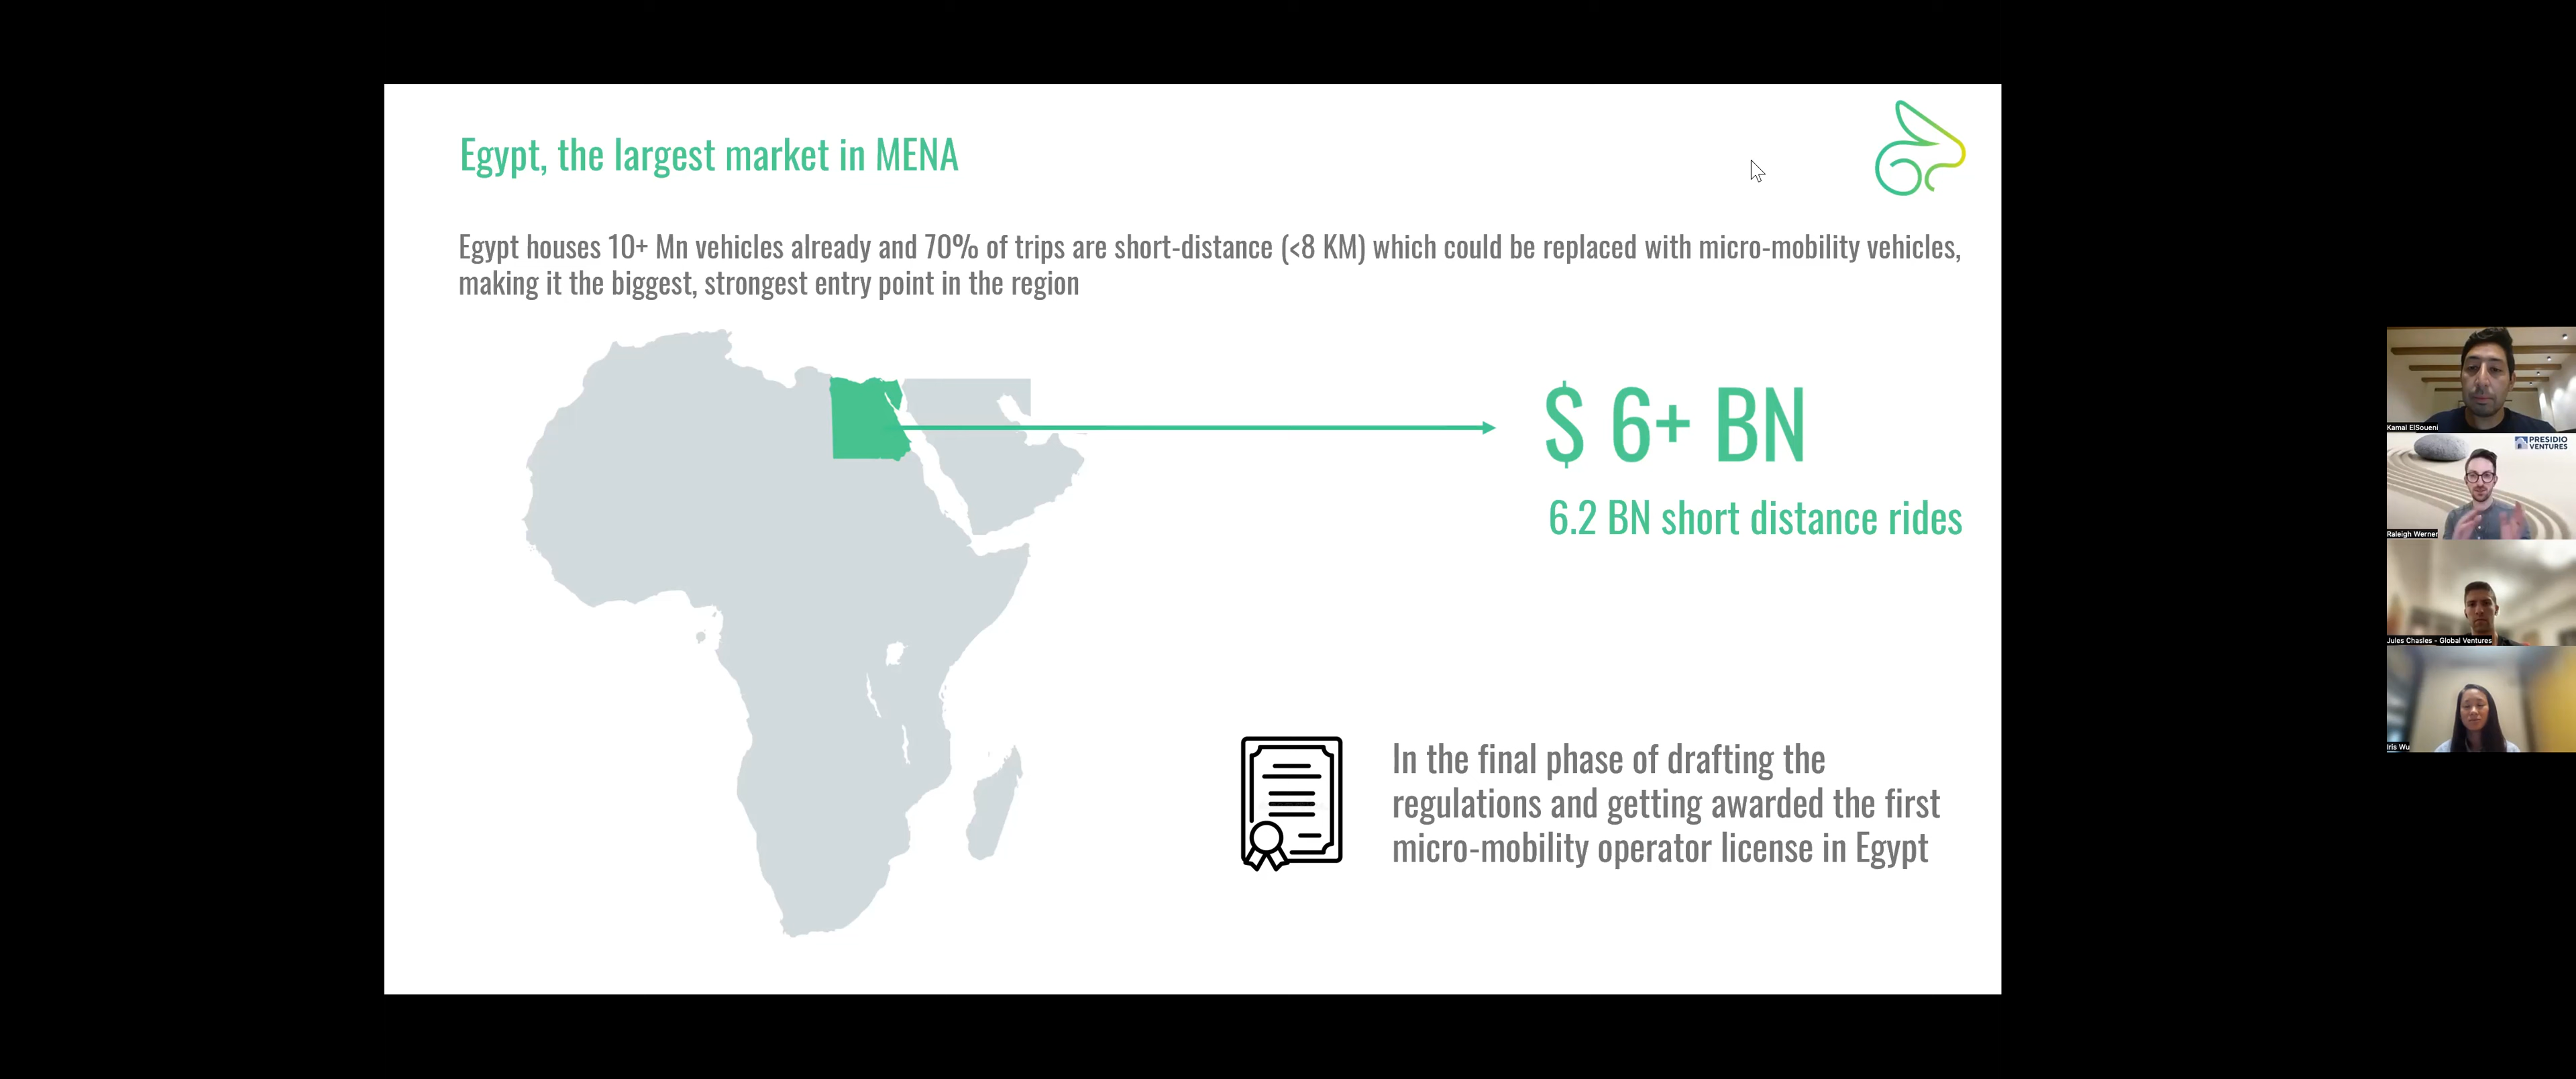 Egypt, the largest market in MENA
Egypt houses 10+ Mn vehicles already and 70% of trips are short-distance (<8 KM) which could be replaced with micro-mobility vehicles,
making it the biggest, strongest entry point in the region
$ 6+ BN
6.2 BN short distance rides
In the final phase of drafting the
regulations and getting awarded the first
micro-mobility operator license in Egypt
Kamal ElSoueni
PRESIDIO
VENTURES
Raleigh Werner
Jules Chasles - Global Ventures
Iris Wu